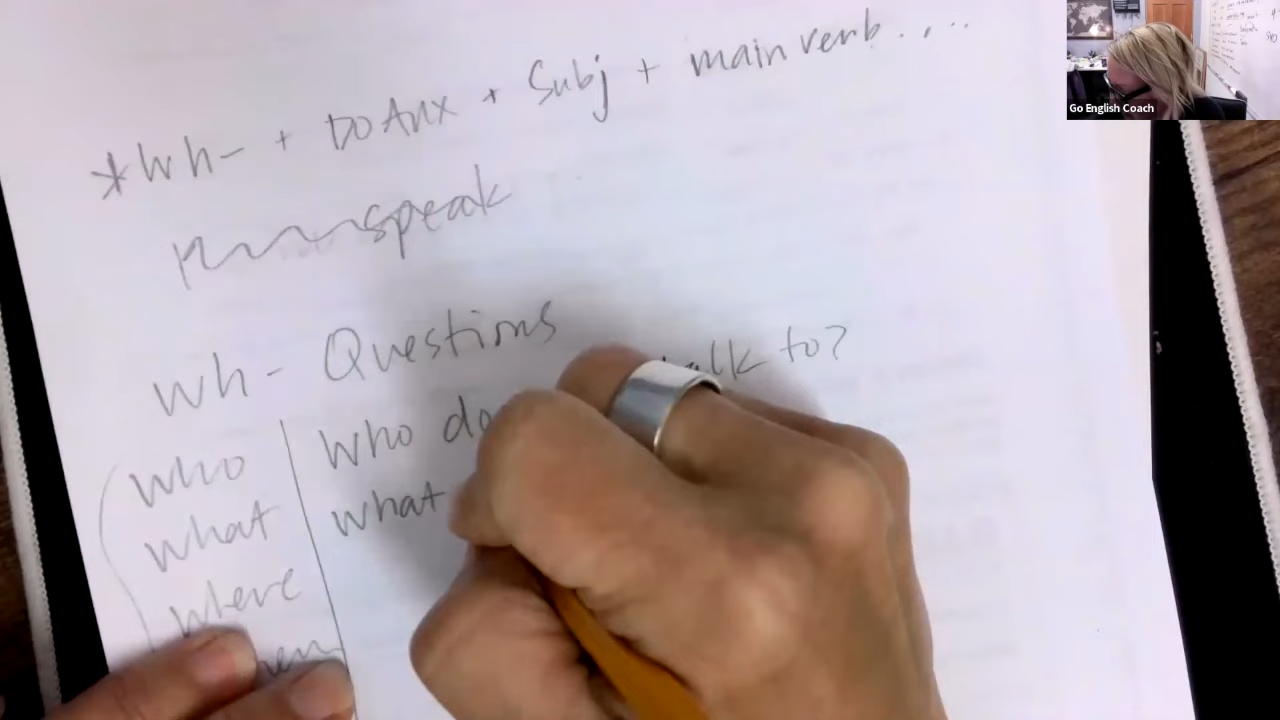 *Wh- + DO Aux + Subj + main verb....
speak
Wh- Questions
who
what
where
Who do talk to?
what
Go English Coach